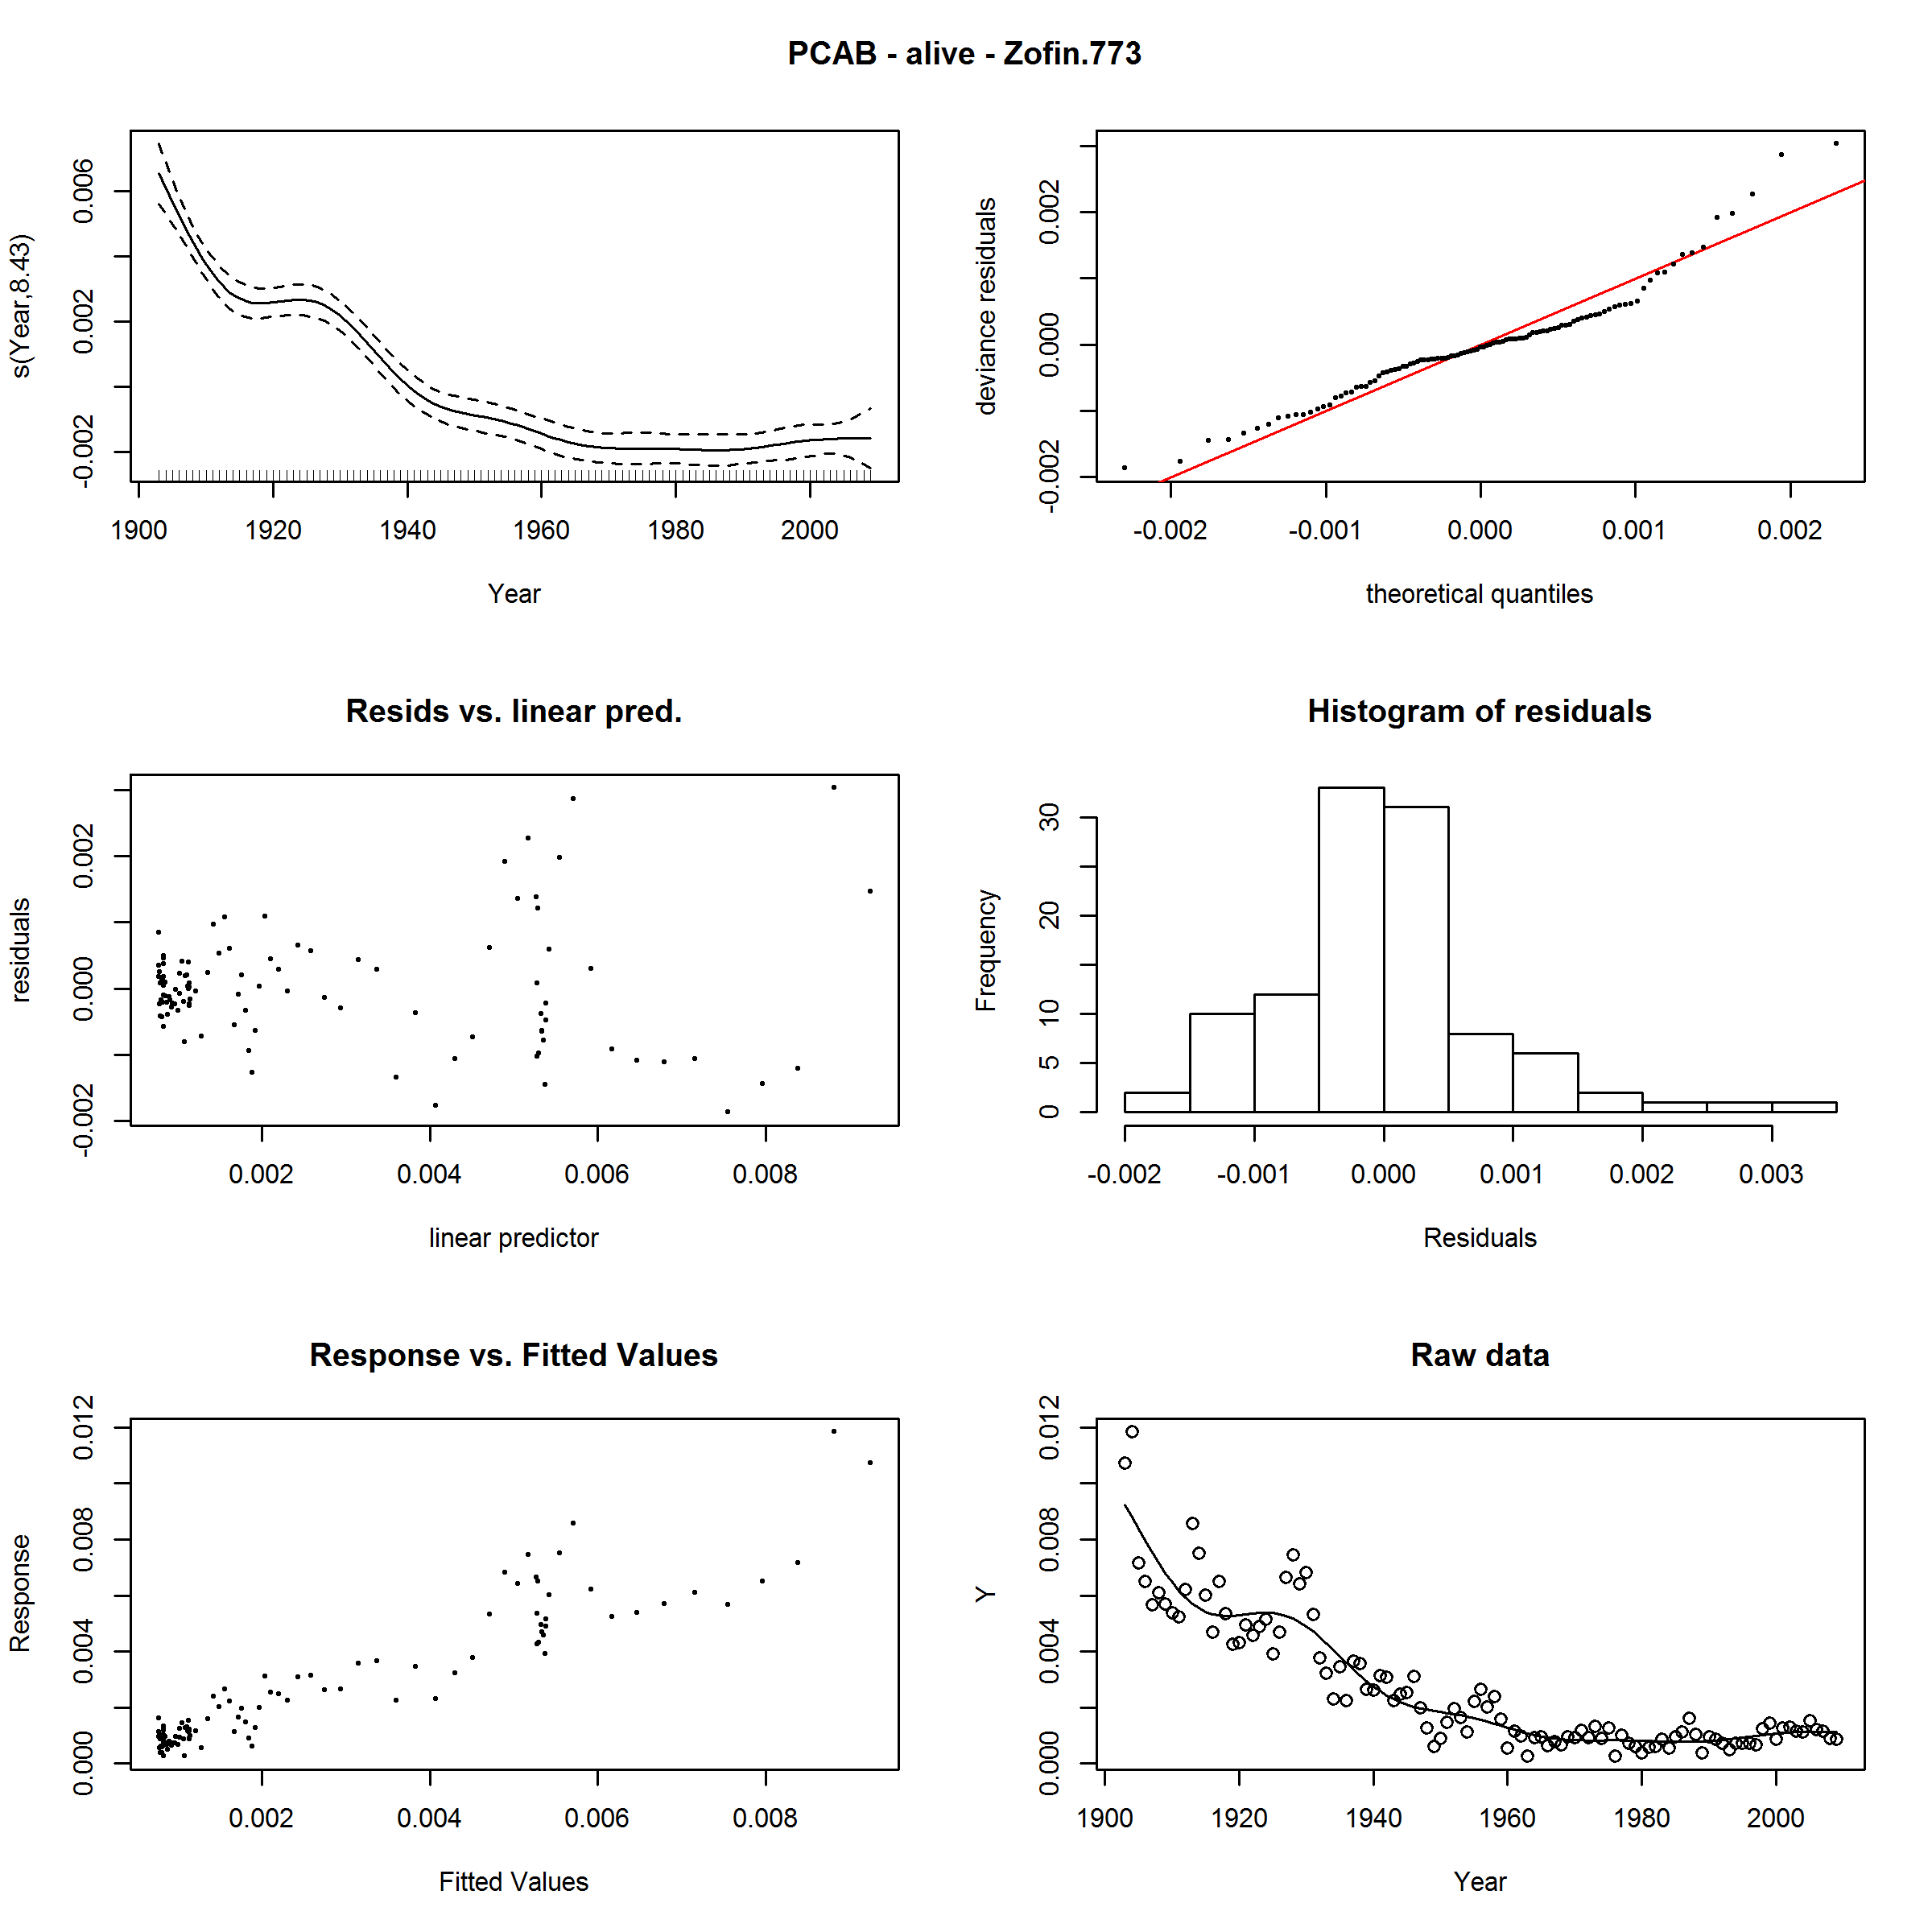 PCAB - alive - Zofin.773
s(Year,8.43)
-0.002 0.002 0.006
1900 1920 1940 1960 1980 2000
Year
deviance residuals
-0.002 0.000 0.002
-0.002 -0.001 0.000 0.001 0.002
theoretical quantiles
Resids vs. linear pred.
residuals
-0.002 0.000 0.002
0.002 0.004 0.006 0.008
linear predictor
Histogram of residuals
Frequency
0 5 10 20 30
-0.002 -0.001 0.000 0.001 0.002 0.003
Residuals
Response vs. Fitted Values
Response
0.000 0.004 0.008 0.012
0.002 0.004 0.006 0.008
Fitted Values
Raw data
Y
0.000 0.004 0.008 0.012
1900 1920 1940 1960 1980 2000
Year